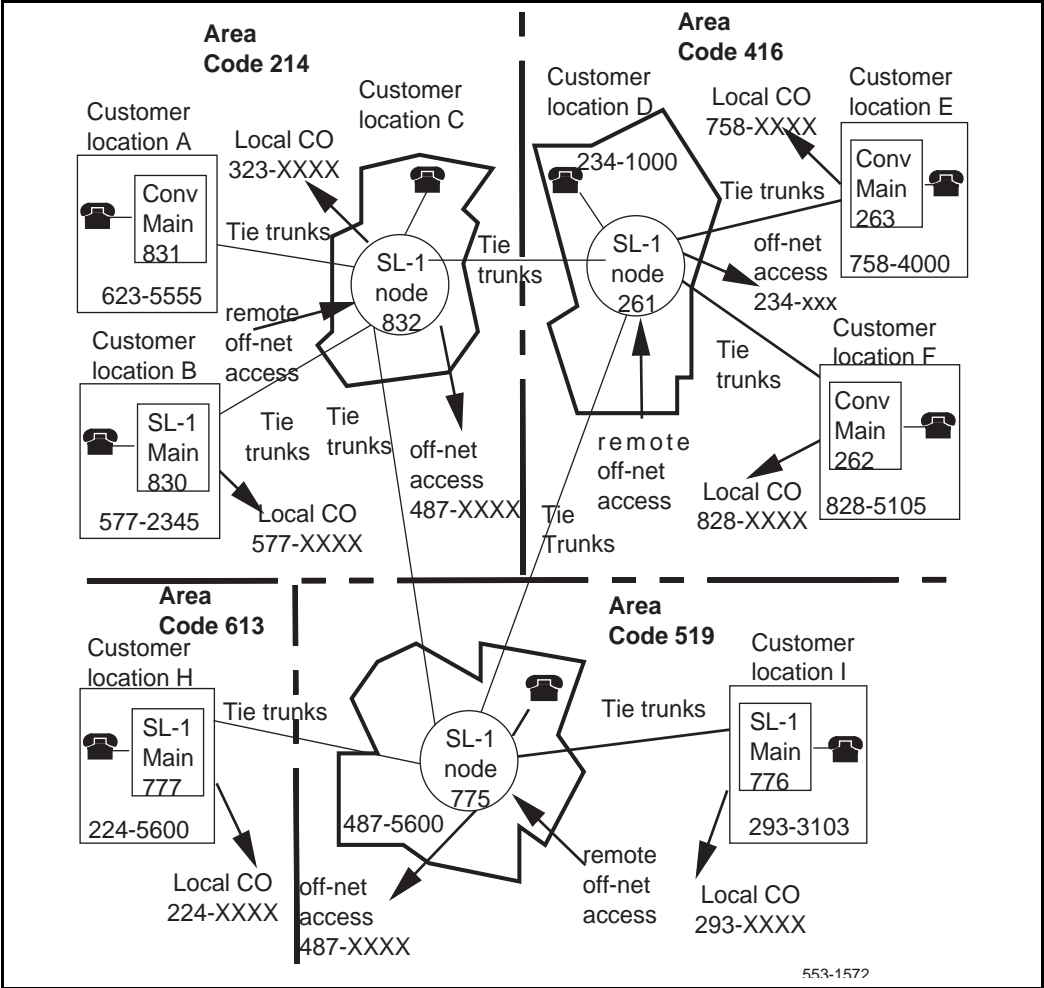 Area
Code 214
Area
Code 416
Customer
location A
Conv
Main
831
623-5555
Local CO
323-XXXX
Customer
location C
Tie trunks
SL-1
node
832
Tie
trunks
remote
off-net
access
Customer
location B
SL-1
Main
830
577-2345
Tie
trunks
Tie
trunks
Local CO
577-XXXX
off-net
access
487-XXXX
Customer
location D
234-1000
SL-1
node
261
Local CO
758-XXXX
Customer
location E
Conv
Main
263
758-4000
Tie trunks
off-net
access
234-xxx
Tie
trunks
Customer
location F
Conv
Main
262
828-5105
remote
off-net
access
Local CO
828-XXXX
Tie
Trunks
Area
Code 613
Area
Code 519
Customer
location H
SL-1
Main
777
224-5600
Tie trunks
Local CO
224-XXXX
SL-1
node
775
487-5600
off-net
access
487-XXXX
remote
off-net
access
Tie trunks
Customer
location I
SL-1
Main
776
293-3103
Local CO
293-XXXX
553-1572